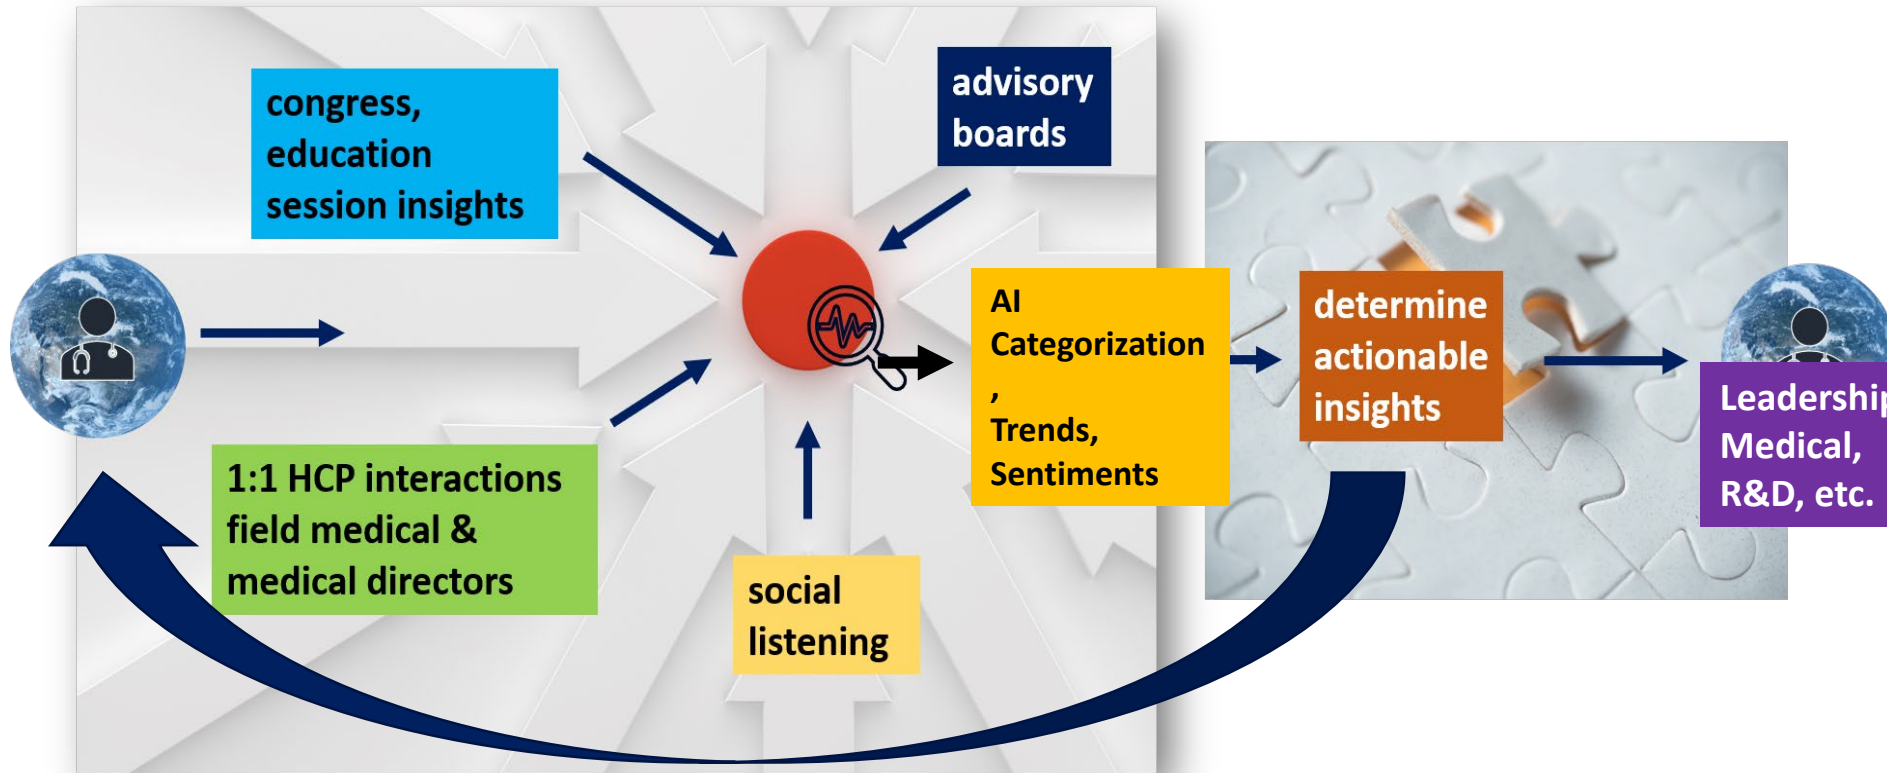 congress,
education
session insights
advisory
boards
1:1 HCP interactions
field medical &
medical directors
social
listening
AI
Categorization
,
Trends,
Sentiments
determine
actionable
insights
Leadership
Medical,
R&D, etc.